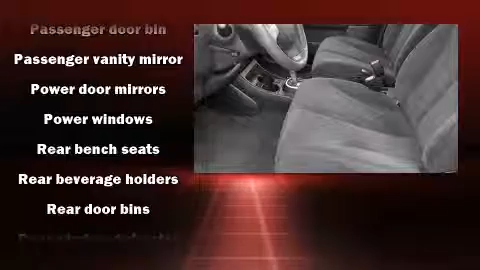 Passenger door bin
Passenger vanity mirror
Power door mirrors
Power windows
Rear bench seats
Rear beverage holders
Rear door bins